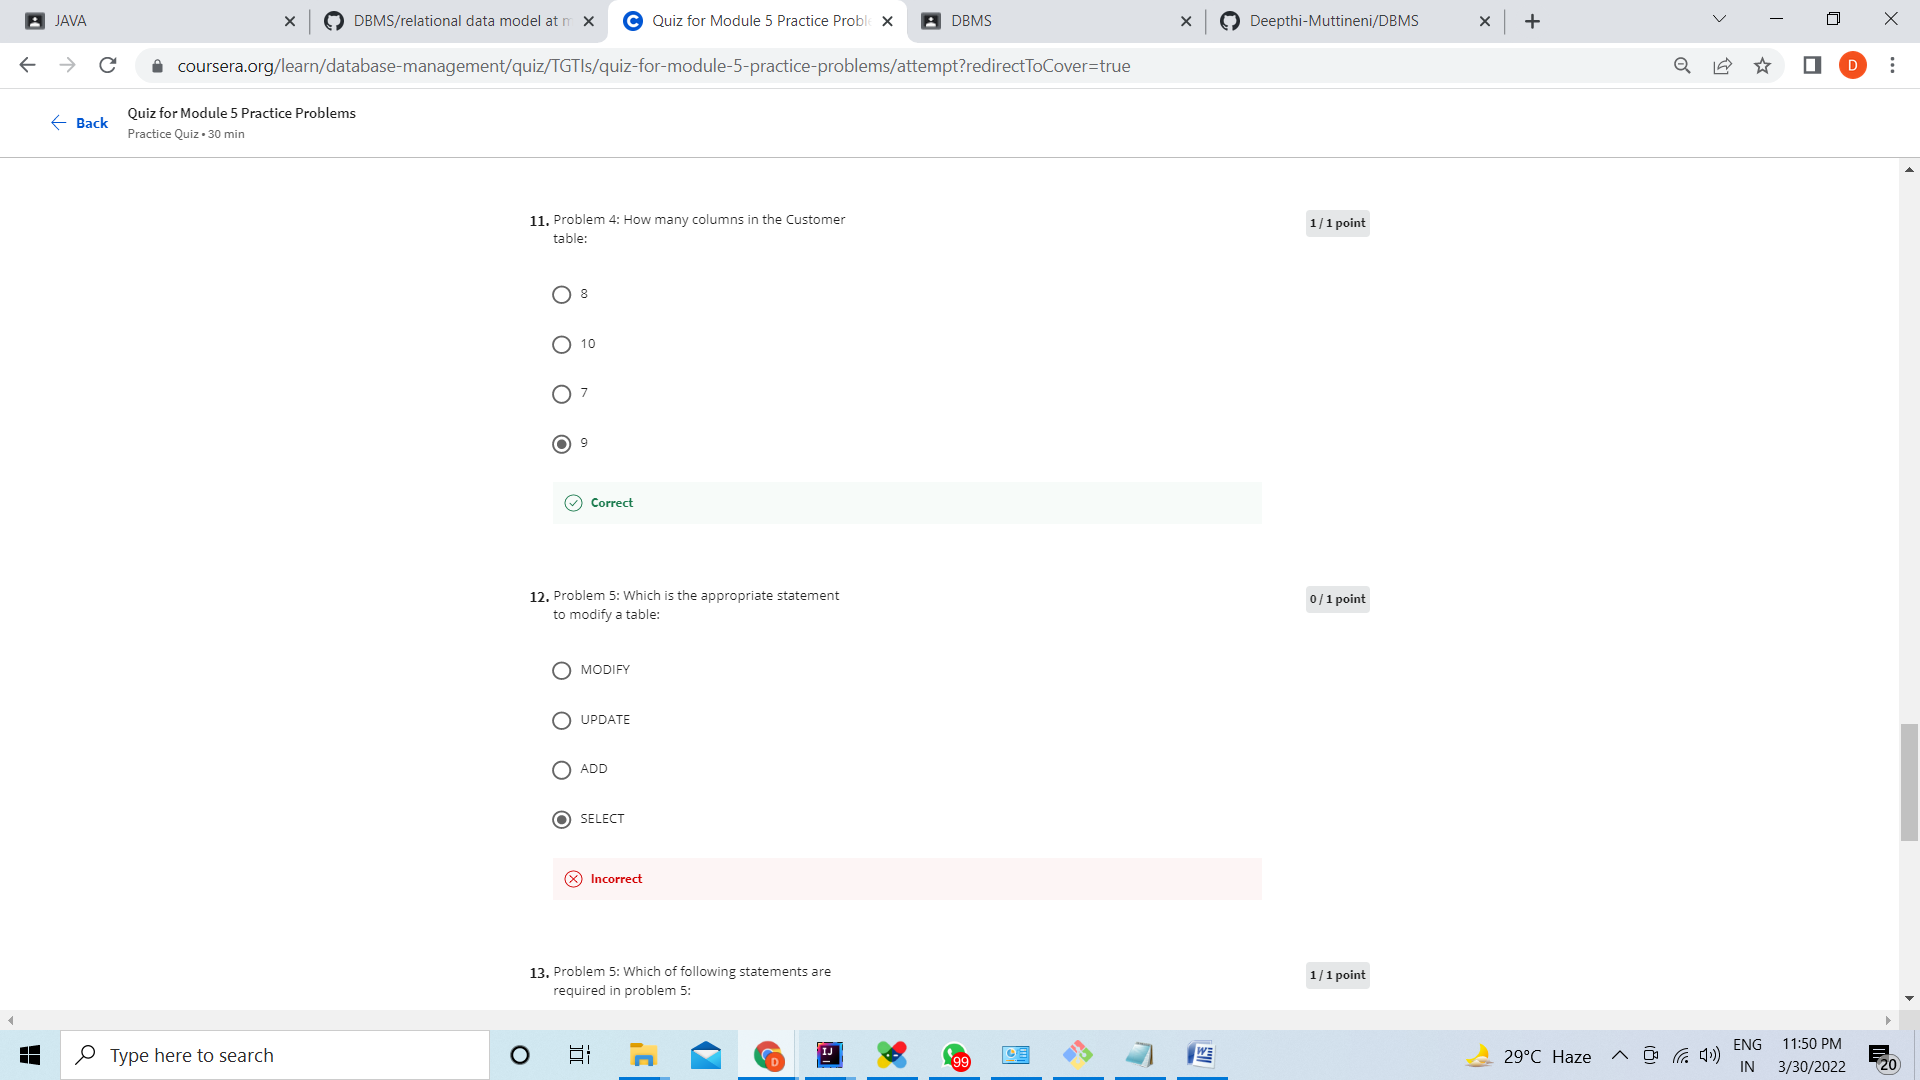 JAVA
DBMS/relational data model at m
Quiz for Module 5 Practice Proble
DBMS
Deepthi-Muttineni/DBMS
coursera.org/learn/database-management/quiz/TGTIs/quiz-for-module-5-practice-problems/attempt?redirectToCover=true
D
Back
Quiz for Module 5 Practice Problems
Practice Quiz • 30 min
11. Problem 4: How many columns in the Customer
table:
1 / 1 point
8
10
7
9
Correct
12. Problem 5: Which is the appropriate statement
to modify a table:
0 / 1 point
MODIFY
UPDATE
ADD
SELECT
Incorrect
13. Problem 5: Which of following statements are
required in problem 5:
1 / 1 point
Type here to search
D
IJ
99
W
29°C Haze
ENG
IN
11:50 PM
3/30/2022
20